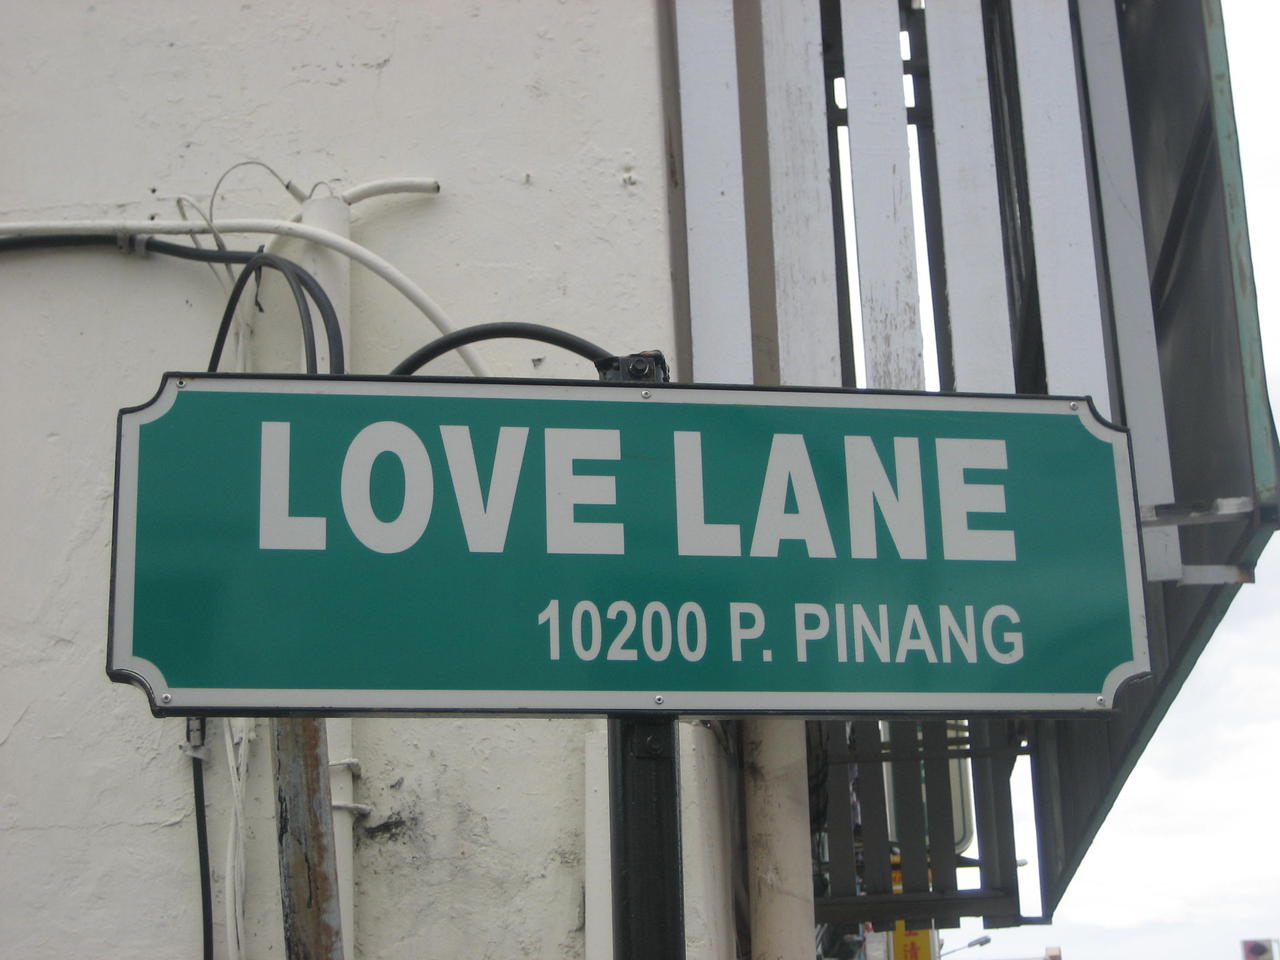 LOVE LANE
10200 P. PINANG